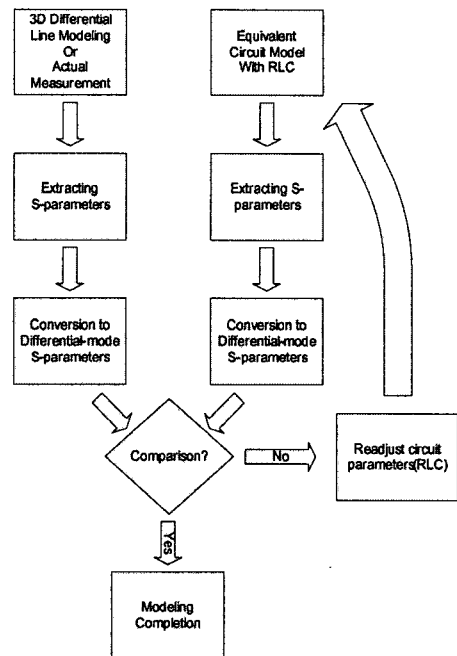 3D Differential
Line Modeling
Or
Actual
Measurement
Equivalent
Circuit Model
With RLC
Extracting
S-parameters
Extracting S-
parameters
Conversion to
Differential-mode
S-parameters
Conversion to
Differential-mode
S-parameters
Comparison?
No
Readjust circuit
parameters(RLC)
Yes
Modeling
Completion